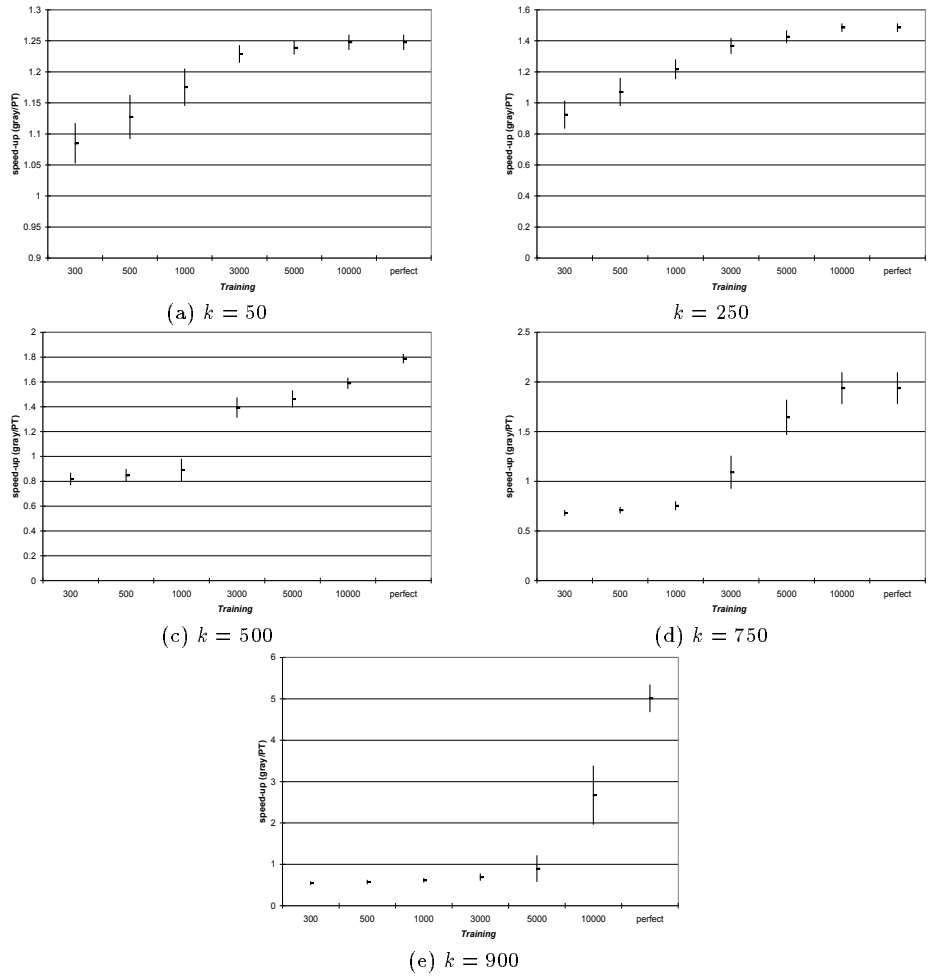 1.3
1.25
1.2
1.15
1.1
1.05
1
0.95
0.9
speed-up (gray/PT)
300 500 1000 3000 5000 10000 perfect
Training
(a) k = 50
1.6
1.4
1.2
1
0.8
0.6
0.4
0.2
0
speed-up (gray/PT)
300 500 1000 3000 5000 10000 perfect
Training
k = 250
2
1.8
1.6
1.4
1.2
1
0.8
0.6
0.4
0.2
0
speed-up (gray/PT)
300 500 1000 3000 5000 10000 perfect
Training
(c) k = 500
2.5
2
1.5
1
0.5
0
speed-up (gray/PT)
300 500 1000 3000 5000 10000 perfect
Training
(d) k = 750
6
5
4
3
2
1
0
speed-up (gray/PT)
300 500 1000 3000 5000 10000 perfect
Training
(e) k = 900